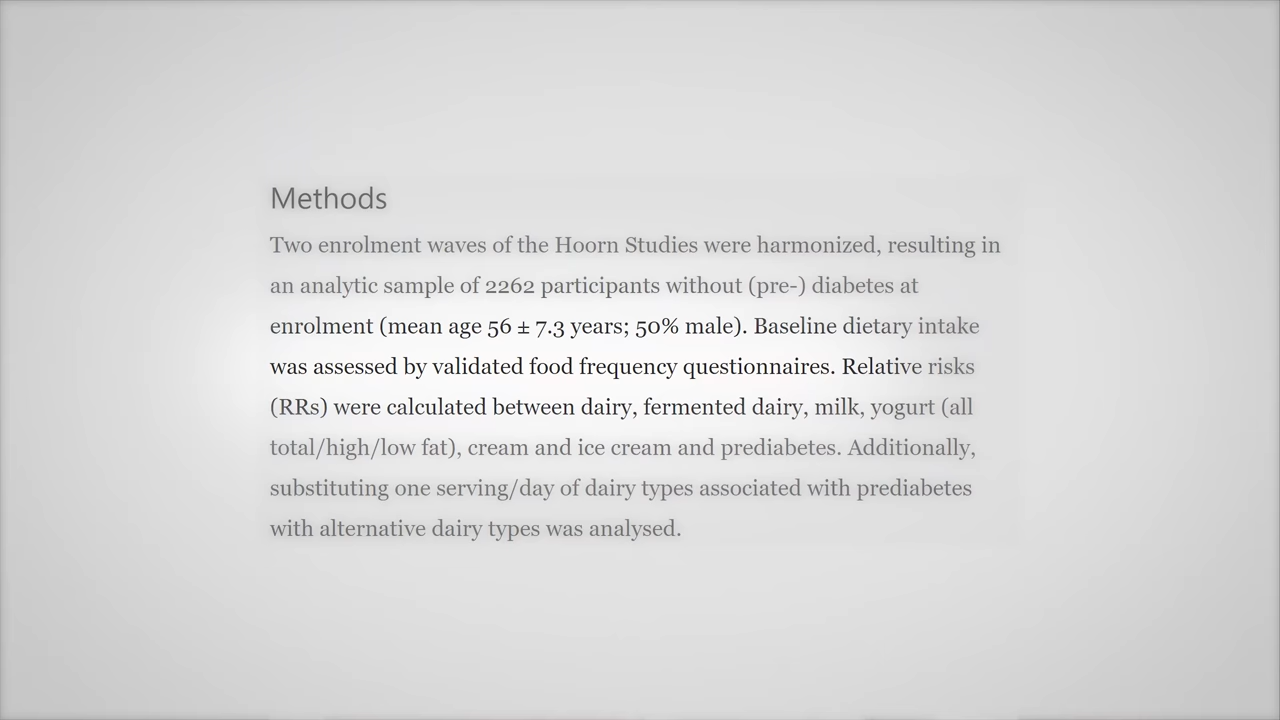 Methods
Two enrolment waves of the Hoorn Studies were harmonized, resulting in
an analytic sample of 2262 participants without (pre-) diabetes at
enrolment (mean age 56 ± 7.3 years; 50% male). Baseline dietary intake
was assessed by validated food frequency questionnaires. Relative risks
(RRs) were calculated between dairy, fermented dairy, milk, yogurt (all
total/high/low fat), cream and ice cream and prediabetes. Additionally,
substituting one serving/day of dairy types associated with prediabetes
with alternative dairy types was analysed.